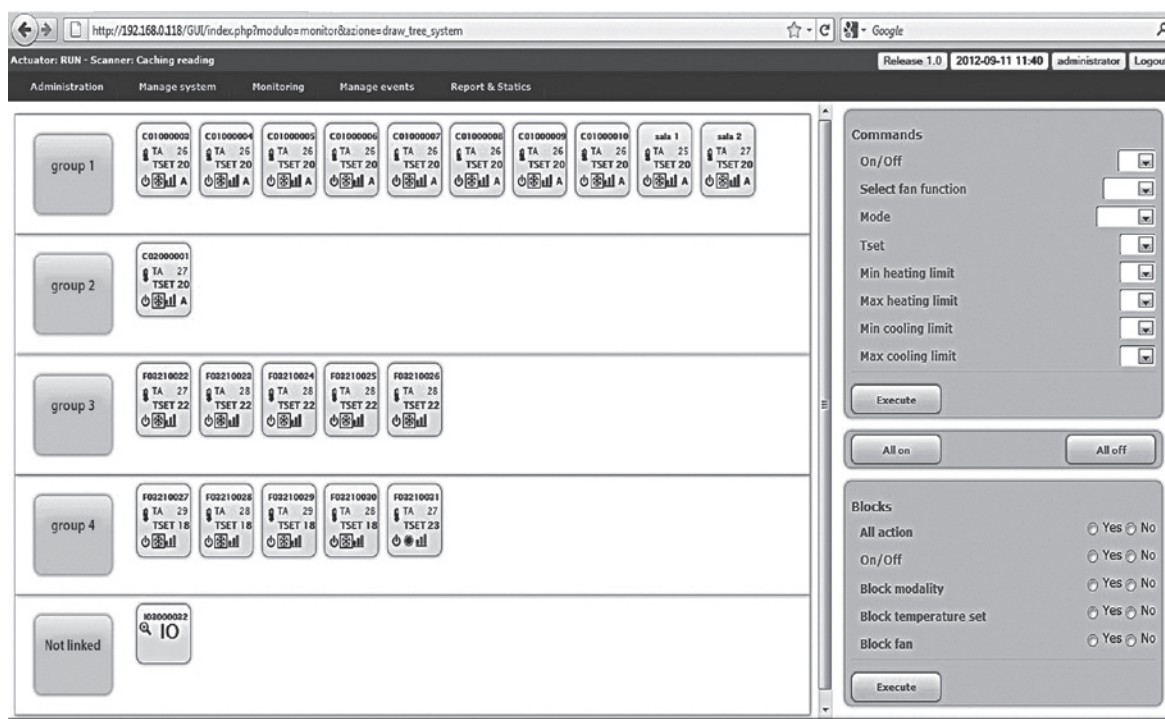 http://192.168.0.118/GUI/index.php?modulo=monitor&azione=draw_tree_system
Google
Actuator: RUN - Scanner: Caching reading
Release 1.0 2012-09-11 11:40 administrator Logout
Administration Manage system Monitoring Manage events Report & Statics
group 1
C01000003 C01000004 C01000005 C01000006 C01000007 C01000008 C01000009 C01000010 sala 1 sala 2
TA 26 TA 26 TA 26 TA 26 TA 26 TA 26 TA 26 TA 26 TA 25 TA 27
TSET 20 TSET 20 TSET 20 TSET 20 TSET 20 TSET 20 TSET 20 TSET 20 TSET 20 TSET 20
A A A A A A A A A A
group 2
C02000001
TA 27
TSET 20
A
group 3
F03210022 F03210023 F03210024 F03210025 F03210026
TA 27 TA 28 TA 28 TA 28 TA 28
TSET 22 TSET 22 TSET 22 TSET 22 TSET 22
group 4
F03210027 F03210028 F03210029 F03210030 F03210031
TA 29 TA 28 TA 29 TA 28 TA 27
TSET 18 TSET 18 TSET 18 TSET 18 TSET 23
Not linked
IO
Commands
On/Off
Select fan function
Mode
Tset
Min heating limit
Max heating limit
Min cooling limit
Max cooling limit
Execute
All on All off
Blocks
All action Yes No
On/Off Yes No
Block modality Yes No
Block temperature set Yes No
Block fan Yes No
Execute